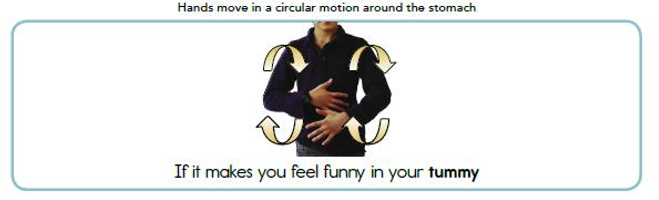 Hands move in a circular motion around the stomach
If it makes you feel funny in your tummy